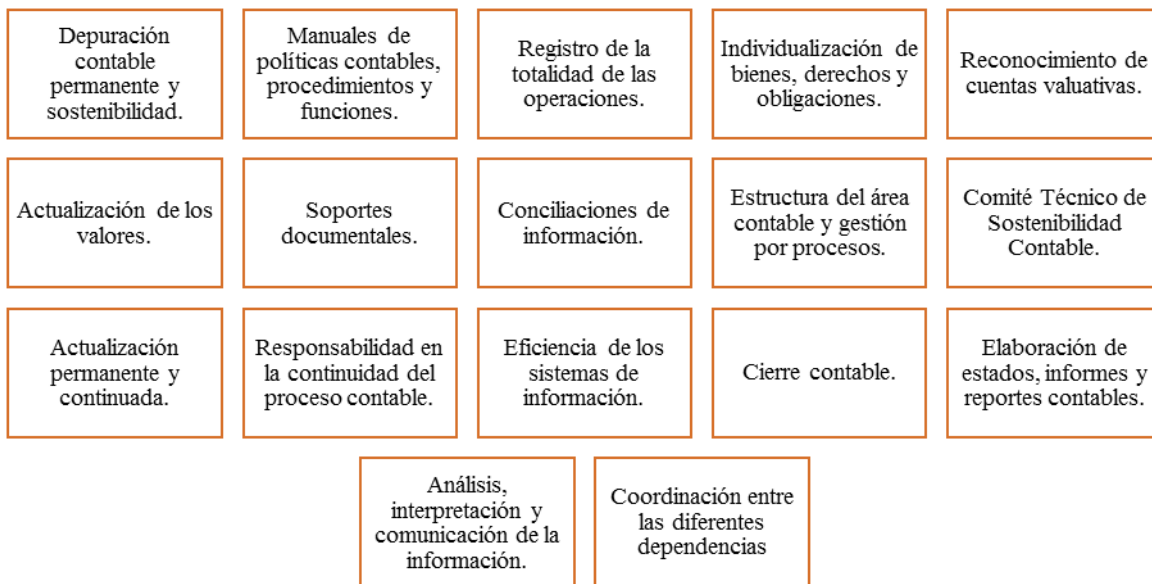 Depuración
contable
permanente y
sostenibilidad.
Manuales de
políticas contables,
procedimientos y
funciones.
Registro de la
totalidad de las
operaciones.
Individualización de
bienes, derechos y
obligaciones.
Reconocimiento de
cuentas valuativas.
Actualización de los
valores.
Soportes
documentales.
Conciliaciones de
información.
Estructura del área
contable y gestión
por procesos.
Comité Técnico de
Sostenibilidad
Contable.
Actualización
permanente y
continuada.
Responsabilidad en
la continuidad del
proceso contable.
Eficiencia de los
sistemas de
información.
Cierre contable.
Elaboración de
estados, informes y
reportes contables.
Análisis,
interpretación y
comunicación de la
información.
Coordinación entre
las diferentes
dependencias